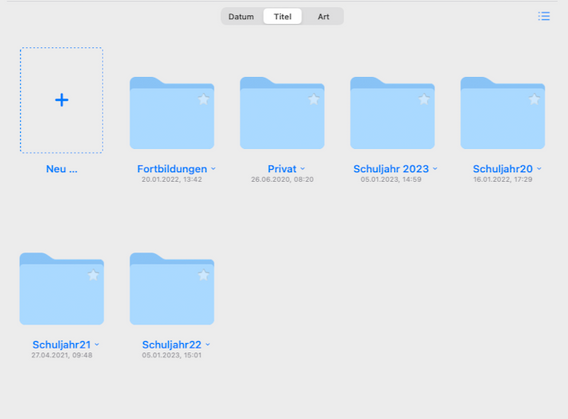 Datum Titel Art
Neu ...
Fortbildungen
20.01.2022, 13:42
Privat
26.06.2020, 08:20
Schuljahr 2023
05.01.2023, 14:59
Schuljahr20
16.01.2022, 17:29
Schuljahr21
27.04.2021, 09:48
Schuljahr22
05.01.2023, 15:01